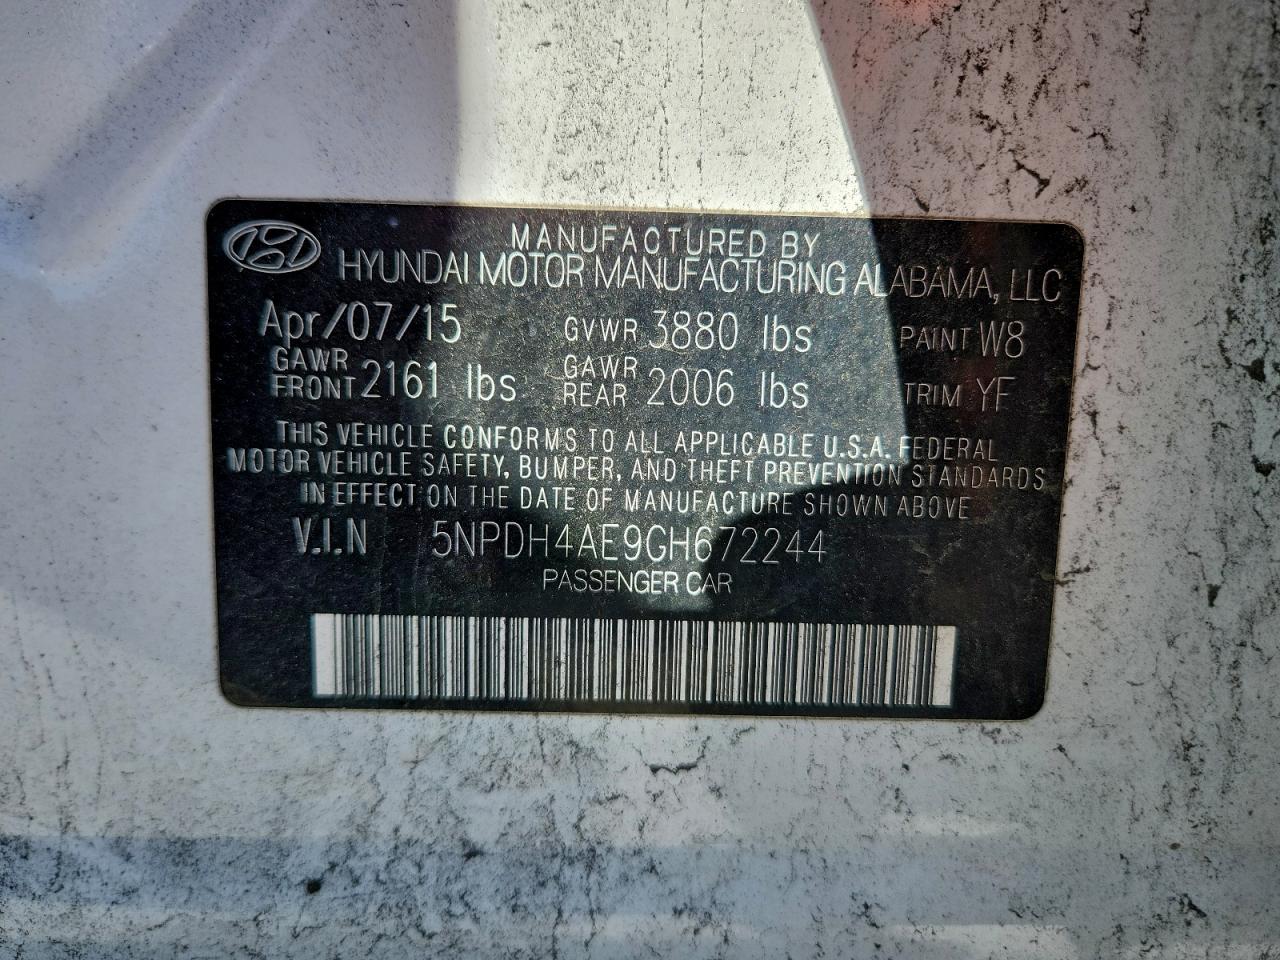 MANUFACTURED BY
HYUNDAI MOTOR MANUFACTURING ALABAMA, LLC
Apr/07/15 GVWR 3880 lbs PAINT W8
GAWR FRONT 2161 lbs GAWR REAR 2006 lbs TRIM YF
THIS VEHICLE CONFORMS TO ALL APPLICABLE U.S.A. FEDERAL
MOTOR VEHICLE SAFETY, BUMPER, AND THEFT PREVENTION STANDARDS
IN EFFECT ON THE DATE OF MANUFACTURE SHOWN ABOVE
V.I.N 5NPDH4AE9GH672244
PASSENGER CAR